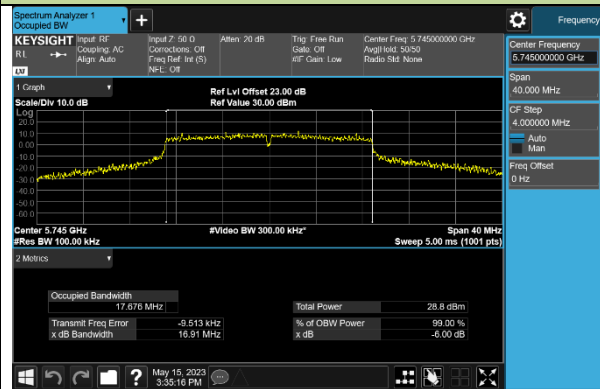 Spectrum Analyzer 1
Occupied BW
Frequency
KEYSIGHT
RL
LXI
Input: RF
Coupling: AC
Align: Auto
Input Z: 50 Ω
Corrections: Off
Freq Ref: Int (S)
NFE: Off
Atten: 20 dB
Trig: Free Run
Gate: Off
#IF Gain: Low
Center Freq: 5.745000000 GHz
Avg|Hold: 50/50
Radio Std: None
Center Frequency
5.745000000 GHz
Span
40.000 MHz
CF Step
4.000000 MHz
Auto
Man
Freq Offset
0 Hz
1 Graph
Scale/Div 10.0 dB
Ref Lvl Offset 23.00 dB
Ref Value 30.00 dBm
Log
20.0
10.0
0.00
-10.0
-20.0
-30.0
-40.0
-50.0
-60.0
Center 5.745 GHz
#Video BW 300.00 kHz*
Span 40 MHz
#Res BW 100.00 kHz
Sweep 5.00 ms (1001 pts)
2 Metrics
Occupied Bandwidth
17.676 MHz
Total Power 28.8 dBm
Transmit Freq Error -9.513 kHz
% of OBW Power 99.00 %
x dB Bandwidth 16.91 MHz
x dB -6.00 dB
?
May 15, 2023
3:35:16 PM